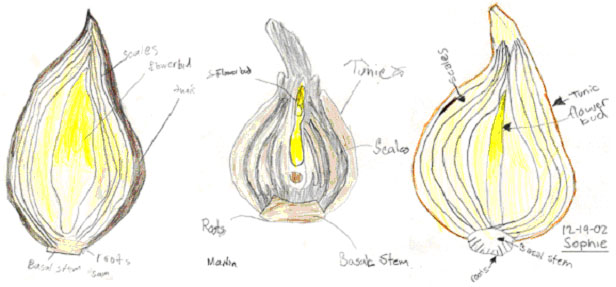 scales
flowerbud
tunic
Basal stem
roots
sam
flower bud
Tunic
Scales
Roots
Basal Stem
scales
Tunic
flower
bud
Basal stem
roots
12-19-02
Sophie